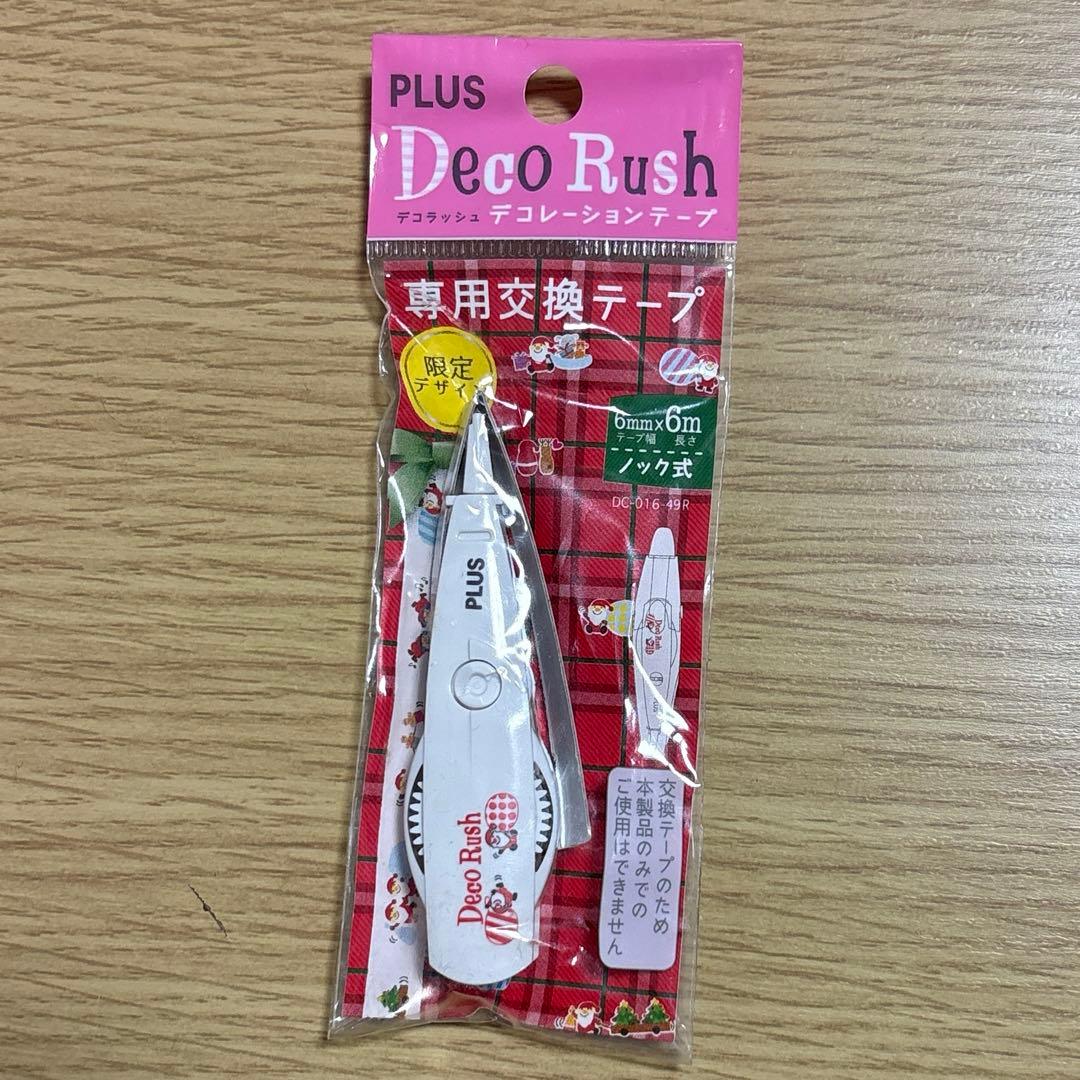 PLUS
Deco Rush
デコラッシュ デコレーションテープ
専用交換テープ
限定
デザイン
6mm×6m
テープ幅 長さ
ノック式
DC-016-49R
PLUS
Deco Rush
Deco Rush
交換テープのため
本製品のみでの
ご使用はできません